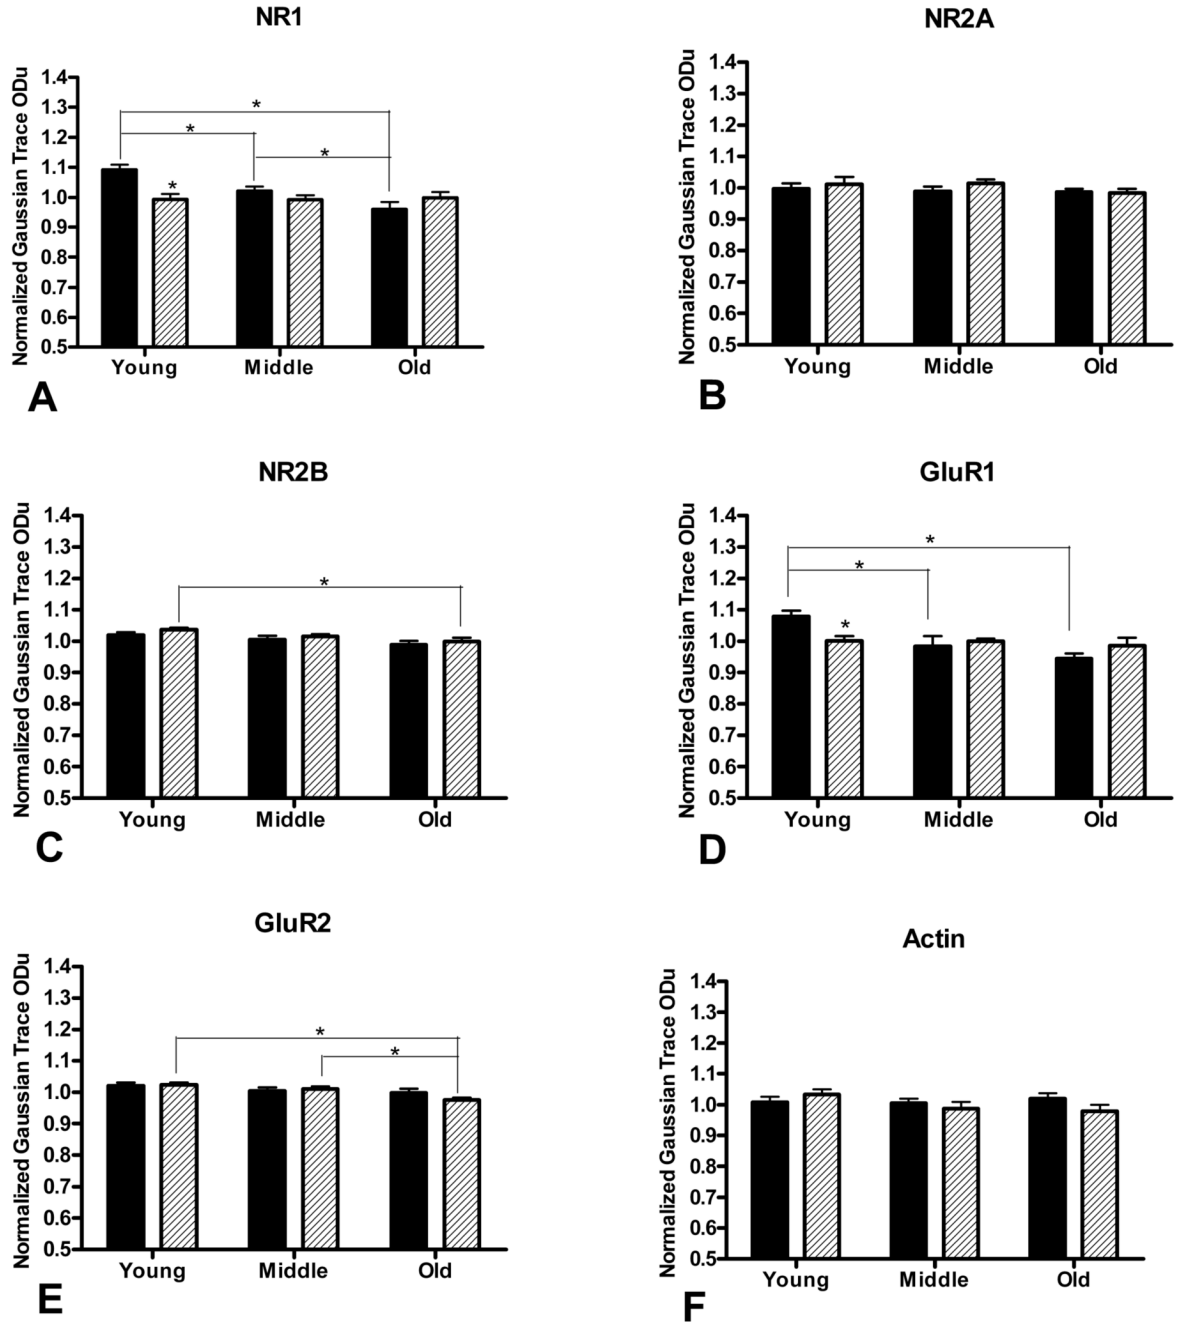 NR1
Normalized Gaussian Trace ODu
1.4
1.3
1.2
1.1
1.0
0.9
0.8
0.7
0.6
0.5
*
*
*
*
Young Middle Old
A
NR2A
Normalized Gaussian Trace ODu
1.4
1.3
1.2
1.1
1.0
0.9
0.8
0.7
0.6
0.5
Young Middle Old
B
NR2B
Normalized Gaussian Trace ODu
1.4
1.3
1.2
1.1
1.0
0.9
0.8
0.7
0.6
0.5
*
Young Middle Old
C
GluR1
Normalized Gaussian Trace ODu
1.4
1.3
1.2
1.1
1.0
0.9
0.8
0.7
0.6
0.5
*
*
*
Young Middle Old
D
GluR2
Normalized Gaussian Trace ODu
1.4
1.3
1.2
1.1
1.0
0.9
0.8
0.7
0.6
0.5
*
*
Young Middle Old
E
Actin
Normalized Gaussian Trace ODu
1.4
1.3
1.2
1.1
1.0
0.9
0.8
0.7
0.6
0.5
Young Middle Old
F